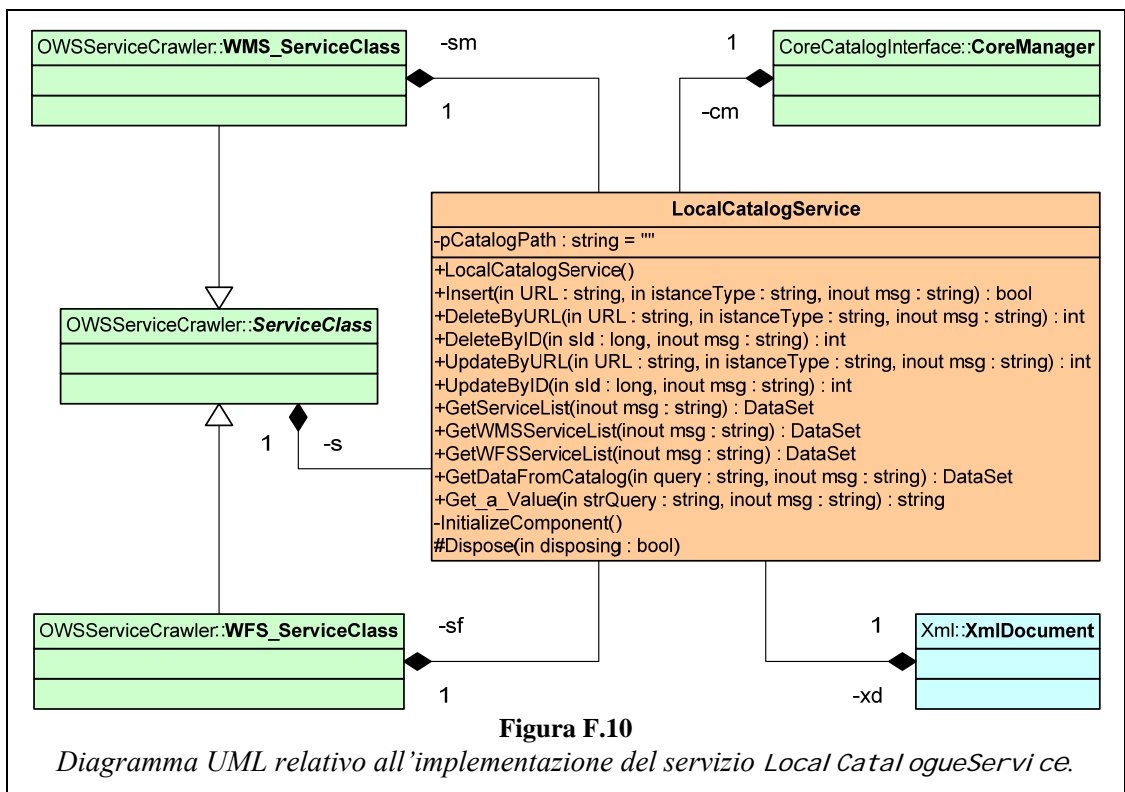 OWSServiceCrawler::WMS_ServiceClass
-sm
1
1
CoreCatalogInterface::CoreManager
-cm
LocalCatalogService
-pCatalogPath : string = ""
+LocalCatalogService()
+Insert(in URL : string, in istanceType : string, inout msg : string) : bool
+DeleteByURL(in URL : string, in istanceType : string, inout msg : string) : int
+DeleteByID(in sId : long, inout msg : string) : int
+UpdateByURL(in URL : string, in istanceType : string, inout msg : string) : int
+UpdateByID(in sId : long, inout msg : string) : int
+GetServiceList(inout msg : string) : DataSet
+GetWMSServiceList(inout msg : string) : DataSet
+GetWFSServiceList(inout msg : string) : DataSet
+GetDataFromCatalog(in query : string, inout msg : string) : DataSet
+Get_a_Value(in strQuery : string, inout msg : string) : string
-InitializeComponent()
#Dispose(in disposing : bool)
OWSServiceCrawler::ServiceClass
1
-s
OWSServiceCrawler::WFS_ServiceClass
-sf
1
1
Xml::XmlDocument
-xd
Figura F.10
Diagramma UML relativo all'implementazione del servizio LocalCatalogueService.